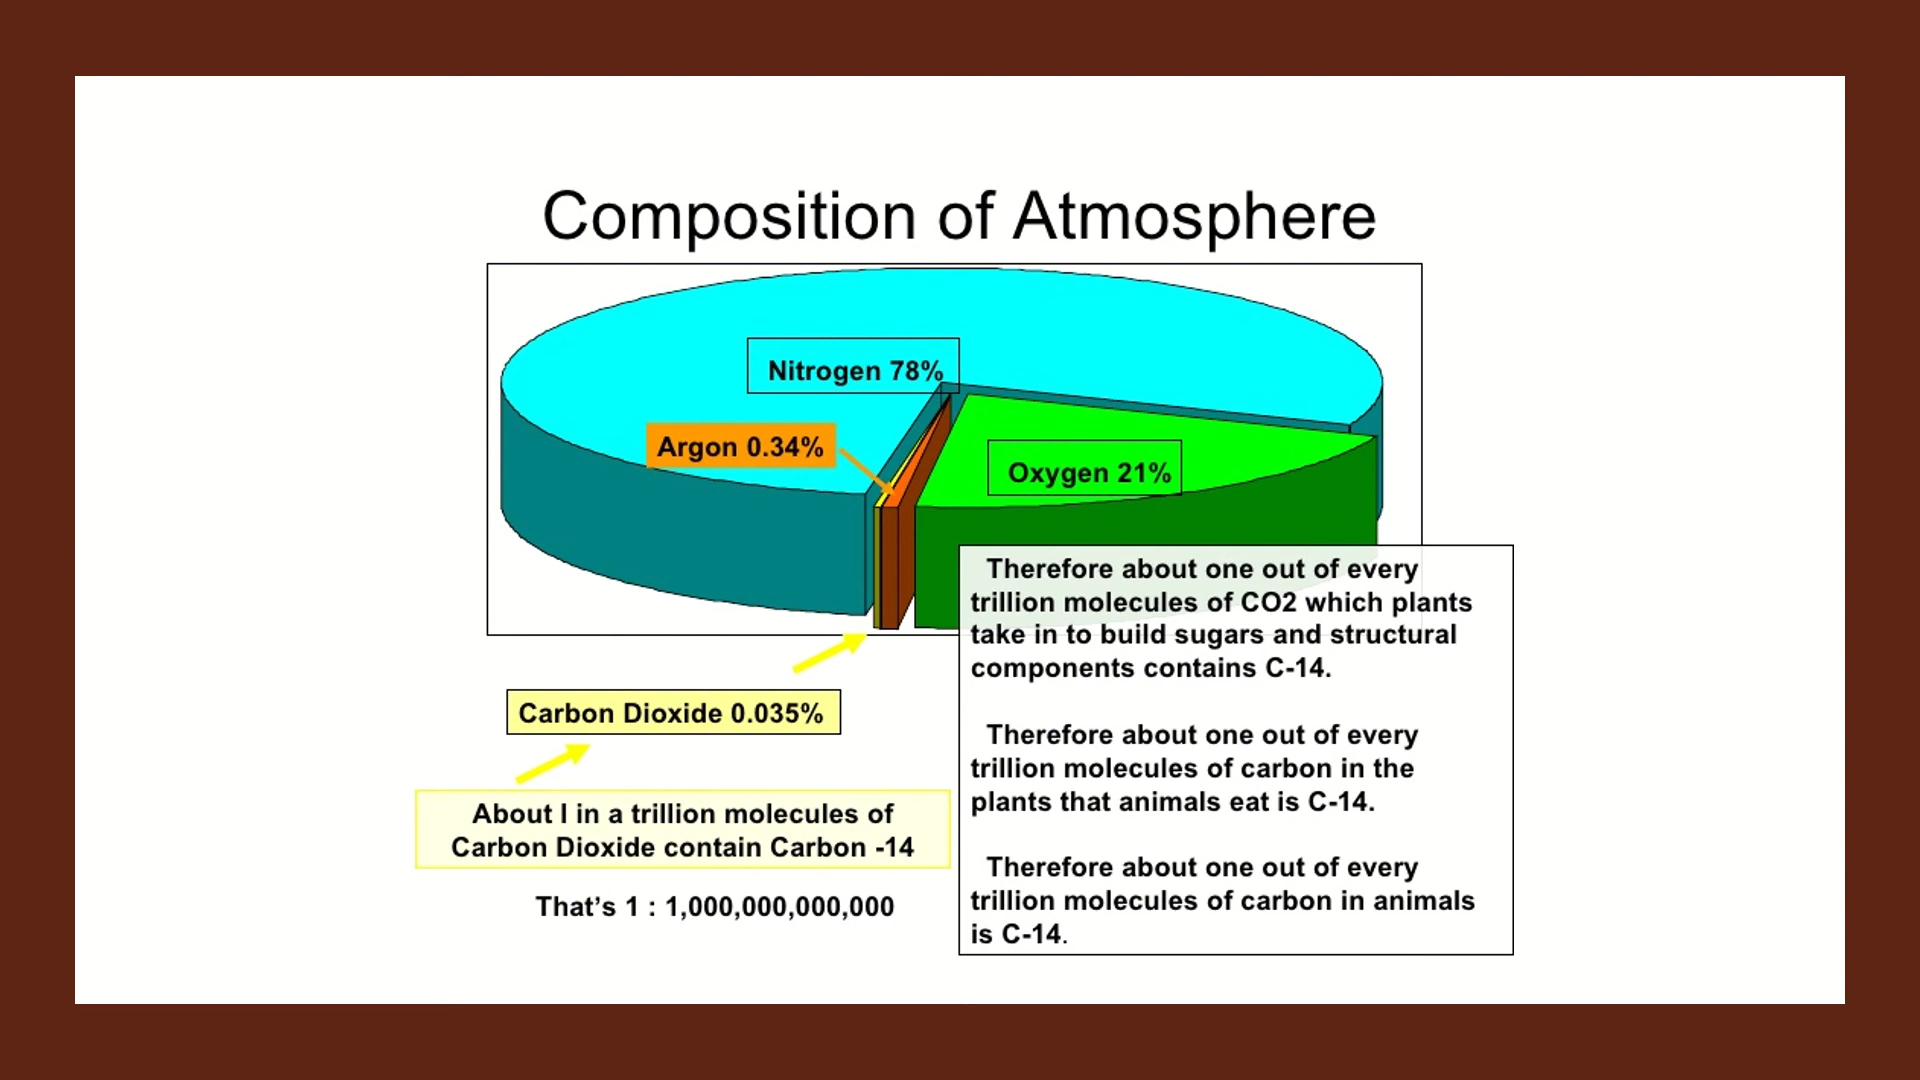 Composition of Atmosphere
Nitrogen 78%
Argon 0.34%
Oxygen 21%
Carbon Dioxide 0.035%
About I in a trillion molecules of
Carbon Dioxide contain Carbon -14
That’s 1 : 1,000,000,000,000
Therefore about one out of every
trillion molecules of CO2 which plants
take in to build sugars and structural
components contains C-14.
Therefore about one out of every
trillion molecules of carbon in the
plants that animals eat is C-14.
Therefore about one out of every
trillion molecules of carbon in animals
is C-14.